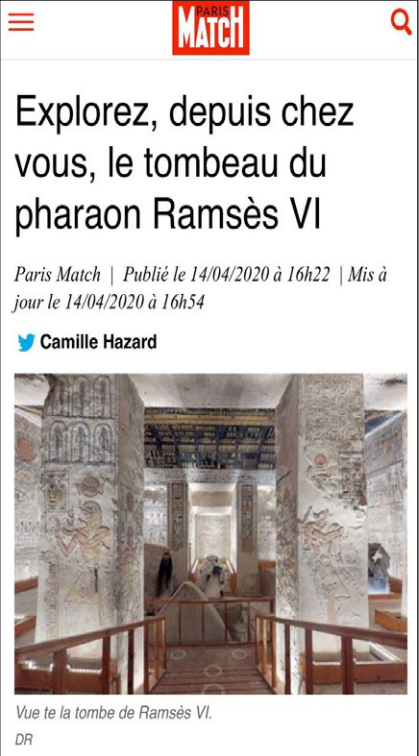 PARIS
MATCH
Explorez, depuis chez
vous, le tombeau du
pharaon Ramsès VI
Paris Match | Publié le 14/04/2020 à 16h22 | Mis à
jour le 14/04/2020 à 16h54
Camille Hazard
Vue te la tombe de Ramsès VI.
DR